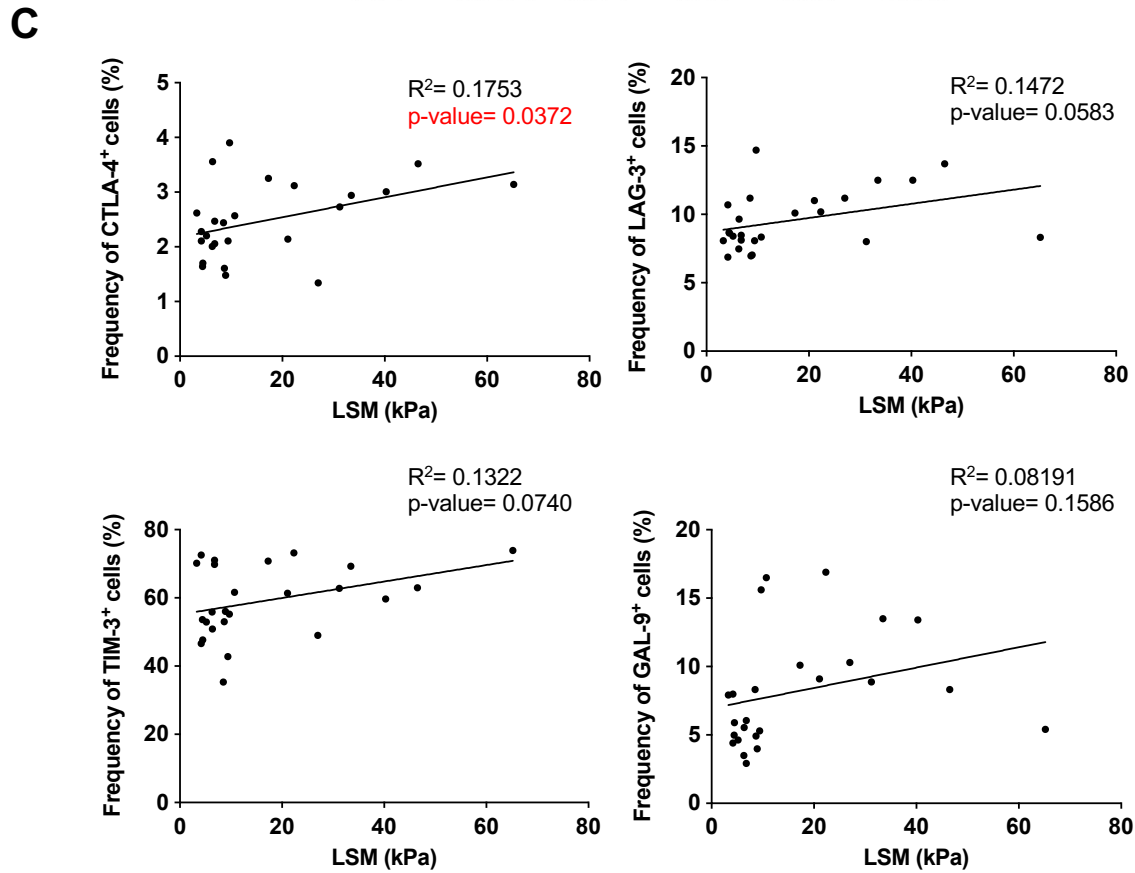 C
R²= 0.1753
p-value= 0.0372
Frequency of CTLA-4⁺ cells (%)
5
4
3
2
1
0
0 20 40 60 80
LSM (kPa)
R²= 0.1472
p-value= 0.0583
Frequency of LAG-3⁺ cells (%)
20
15
10
5
0
0 20 40 60 80
LSM (kPa)
R²= 0.1322
p-value= 0.0740
Frequency of TIM-3⁺ cells (%)
80
60
40
20
0
0 20 40 60 80
LSM (kPa)
R²= 0.08191
p-value= 0.1586
Frequency of GAL-9⁺ cells (%)
20
15
10
5
0
0 20 40 60 80
LSM (kPa)